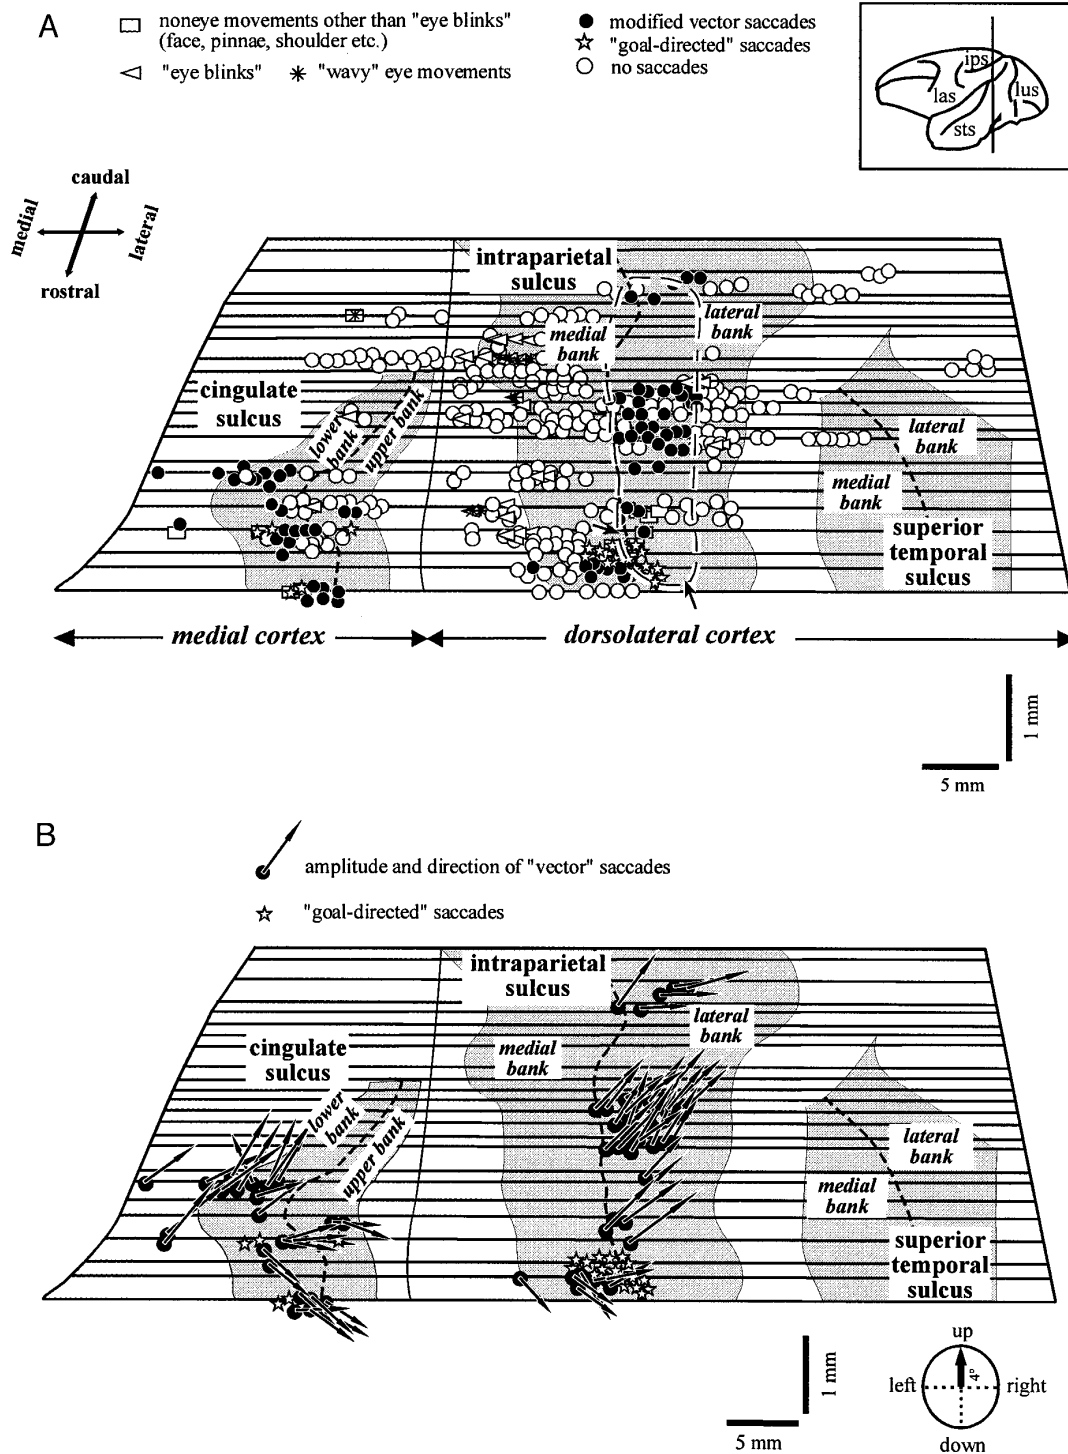 A
noneye movements other than "eye blinks"
(face, pinnae, shoulder etc.)
"eye blinks"
"wavy" eye movements
modified vector saccades
"goal-directed" saccades
no saccades
ips
las
lus
sts
caudal
medial
lateral
rostral
intraparietal
sulcus
lateral
bank
medial
bank
cingulate
sulcus
lower
bank
upper bank
lateral
bank
medial
bank
superior
temporal
sulcus
medial cortex
dorsolateral cortex
1 mm
5 mm
B
amplitude and direction of "vector" saccades
"goal-directed" saccades
intraparietal
sulcus
lateral
bank
medial
bank
cingulate
sulcus
lower
bank
upper bank
lateral
bank
medial
bank
superior
temporal
sulcus
1 mm
5 mm
up
4°
left
right
down